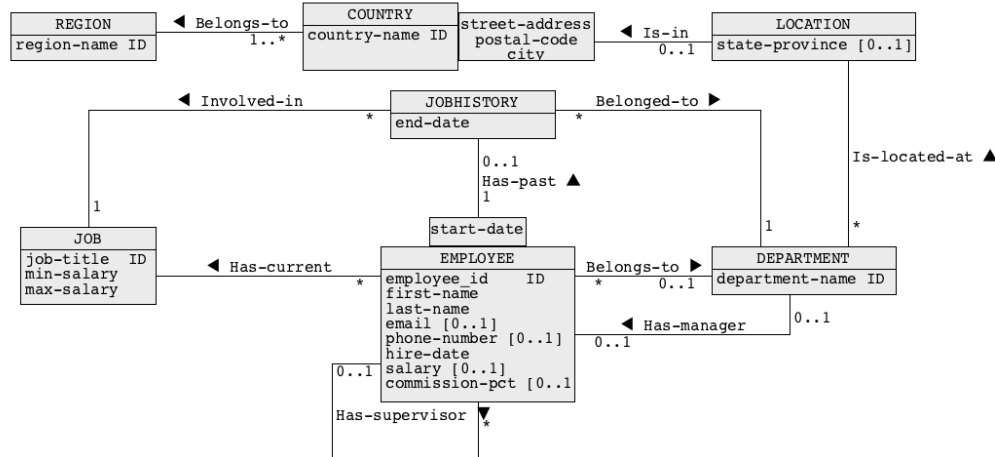 REGION
region-name ID
◀ Belongs-to
1..*
COUNTRY
country-name ID
street-address
postal-code
city
◀ Is-in
0..1
LOCATION
state-province [0..1]
◀ Involved-in
*
JOBHISTORY
end-date
Belonged-to ▶
*
0..1
Has-past ▲
1
Is-located-at ▲
1
1
*
start-date
JOB
job-title ID
min-salary
max-salary
◀ Has-current
*
EMPLOYEE
employee_id ID
first-name
last-name
email [0..1]
phone-number [0..1]
hire-date
salary [0..1]
commission-pct [0..1
Belongs-to ▶
*
0..1
DEPARTMENT
department-name ID
◀ Has-manager
0..1
0..1
0..1
Has-supervisor ▼
*